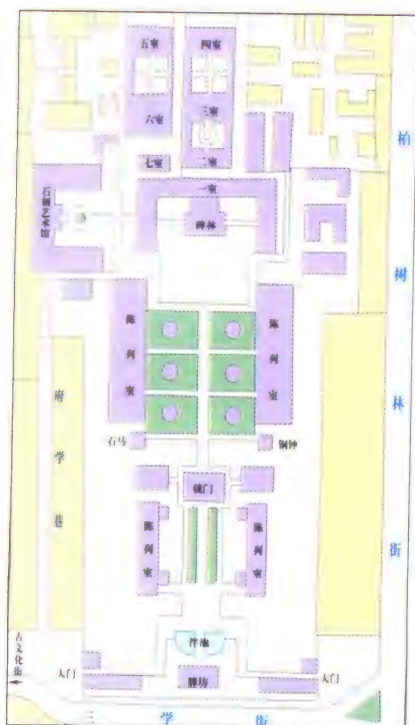 五室
四室
六室
三室
七室
二室
一室
碑林
石刻艺术馆
柏树林街
陈列室
陈列室
府学巷
石马
铜钟
戟门
陈列室
陈列室
泮池
牌坊
大门
大门
古文化街
三学街